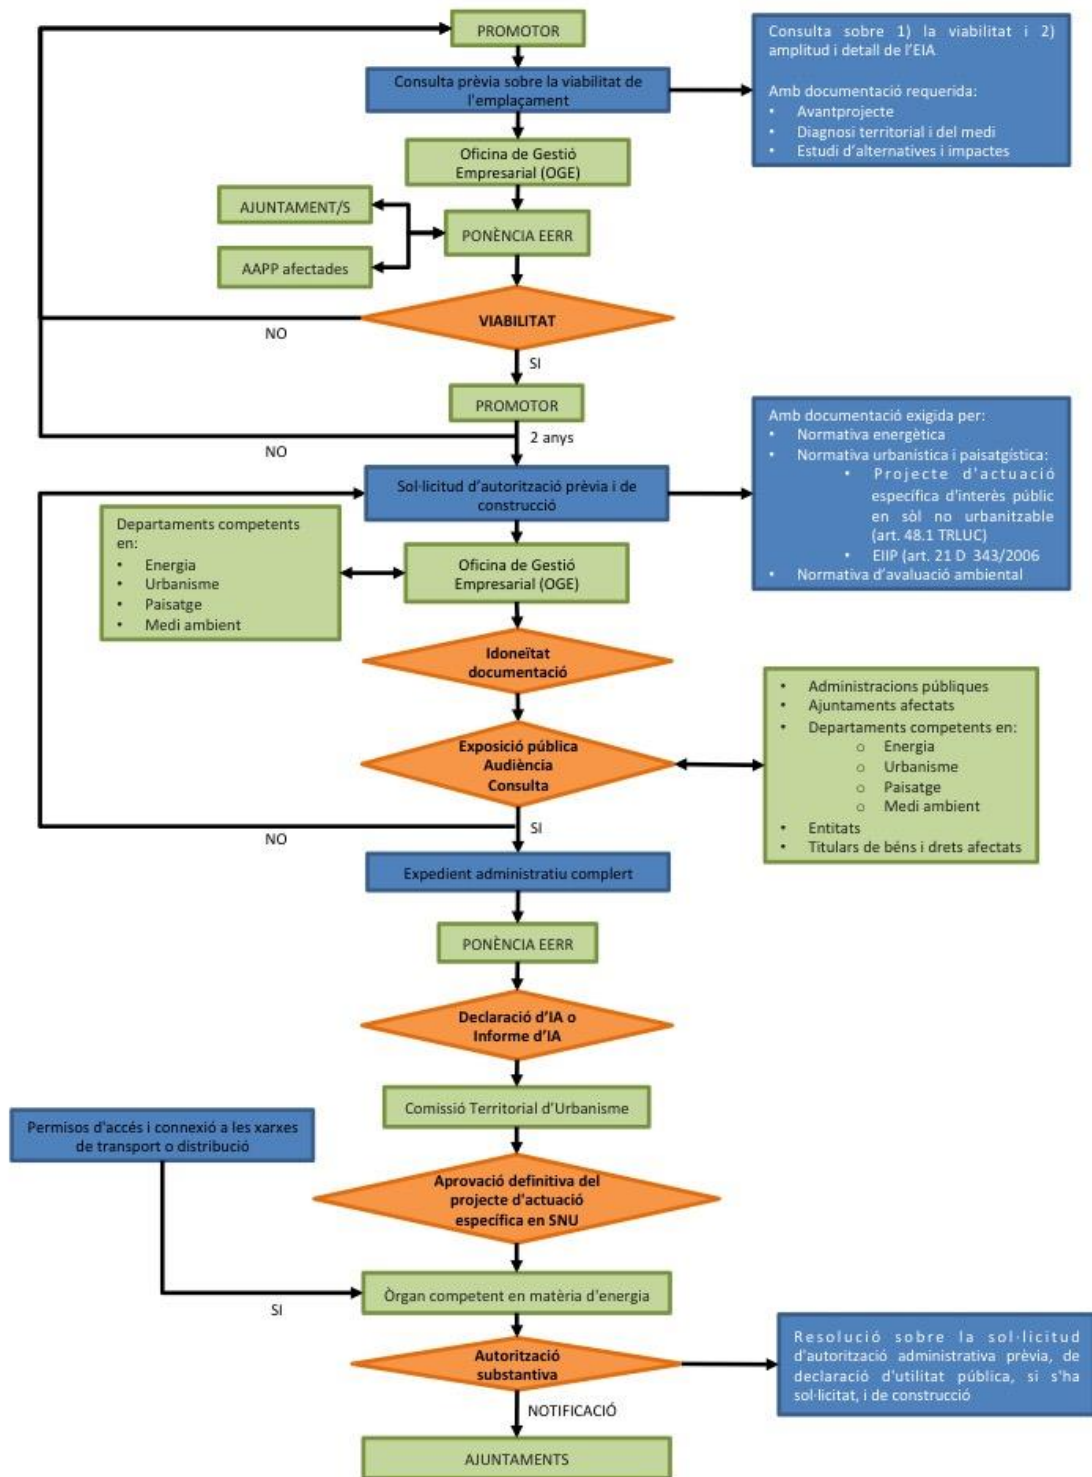 PROMOTOR
Consulta prèvia sobre la viabilitat de
l'emplaçament
Consulta sobre 1) la viabilitat i 2)
amplitud i detall de l'EIA
Amb documentació requerida:
• Avantprojecte
• Diagnosi territorial i del medi
• Estudi d'alternatives i impactes
Oficina de Gestió
Empresarial (OGE)
AJUNTAMENT/S
PONÈNCIA EERR
AAPP afectades
VIABILITAT
NO
SI
PROMOTOR
2 anys
NO
Amb documentació exigida per:
• Normativa energètica
• Normativa urbanística i paisatgística:
• Projecte d'actuació
específica d'interès públic
en sòl no urbanitzable
(art. 48.1 TRLUC)
• EIIP (art. 21 D 343/2006
• Normativa d'avaluació ambiental
Sol·licitud d'autorització prèvia i de
construcció
Departaments competents
en:
• Energia
• Urbanisme
• Paisatge
• Medi ambient
Oficina de Gestió
Empresarial (OGE)
Idoneïtat
documentació
Exposició pública
Audiència
Consulta
• Administracions públiques
• Ajuntaments afectats
• Departaments competents en:
o Energia
o Urbanisme
o Paisatge
o Medi ambient
• Entitats
• Titulars de béns i drets afectats
NO
SI
Expedient administratiu complert
PONÈNCIA EERR
Declaració d'IA o
Informe d'IA
Comissió Territorial d'Urbanisme
Permisos d'accés i connexió a les xarxes
de transport o distribució
Aprovació definitiva del
projecte d'actuació
específica en SNU
SI
Òrgan competent en matèria d'energia
Autorització
substantiva
Resolució sobre la sol·licitud
d'autorització administrativa prèvia, de
declaració d'utilitat pública, si s'ha
sol·licitat, i de construcció
NOTIFICACIÓ
AJUNTAMENTS